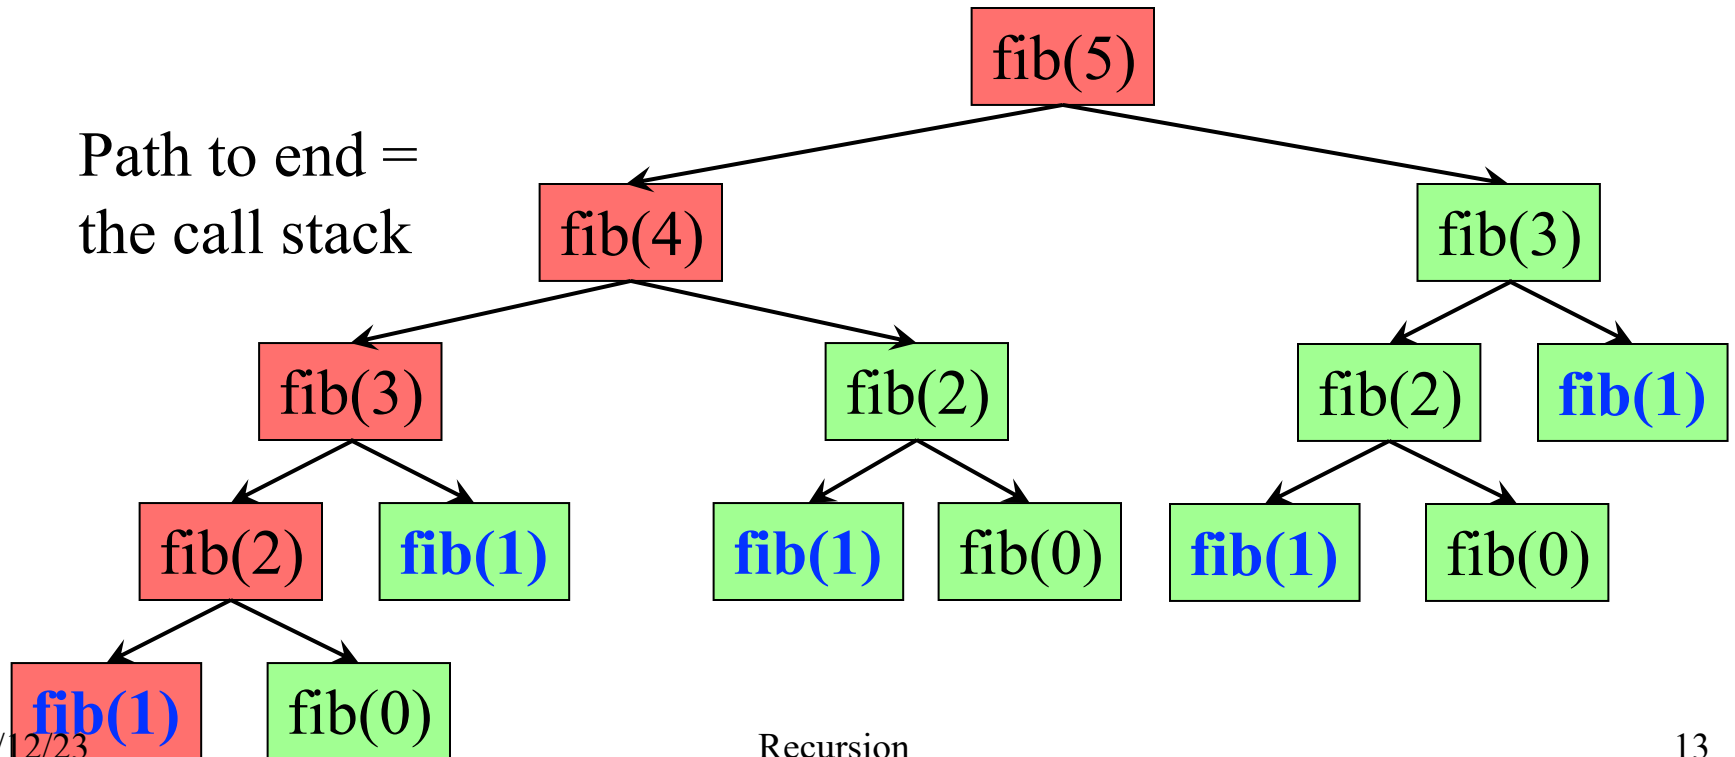 fib(5)
Path to end =
the call stack
fib(4)
fib(3)
fib(3)
fib(2)
fib(2)
fib(1)
fib(2)
fib(1)
fib(1)
fib(0)
fib(1)
fib(0)
fib(1)
fib(0)
/12/23
Recursion
13